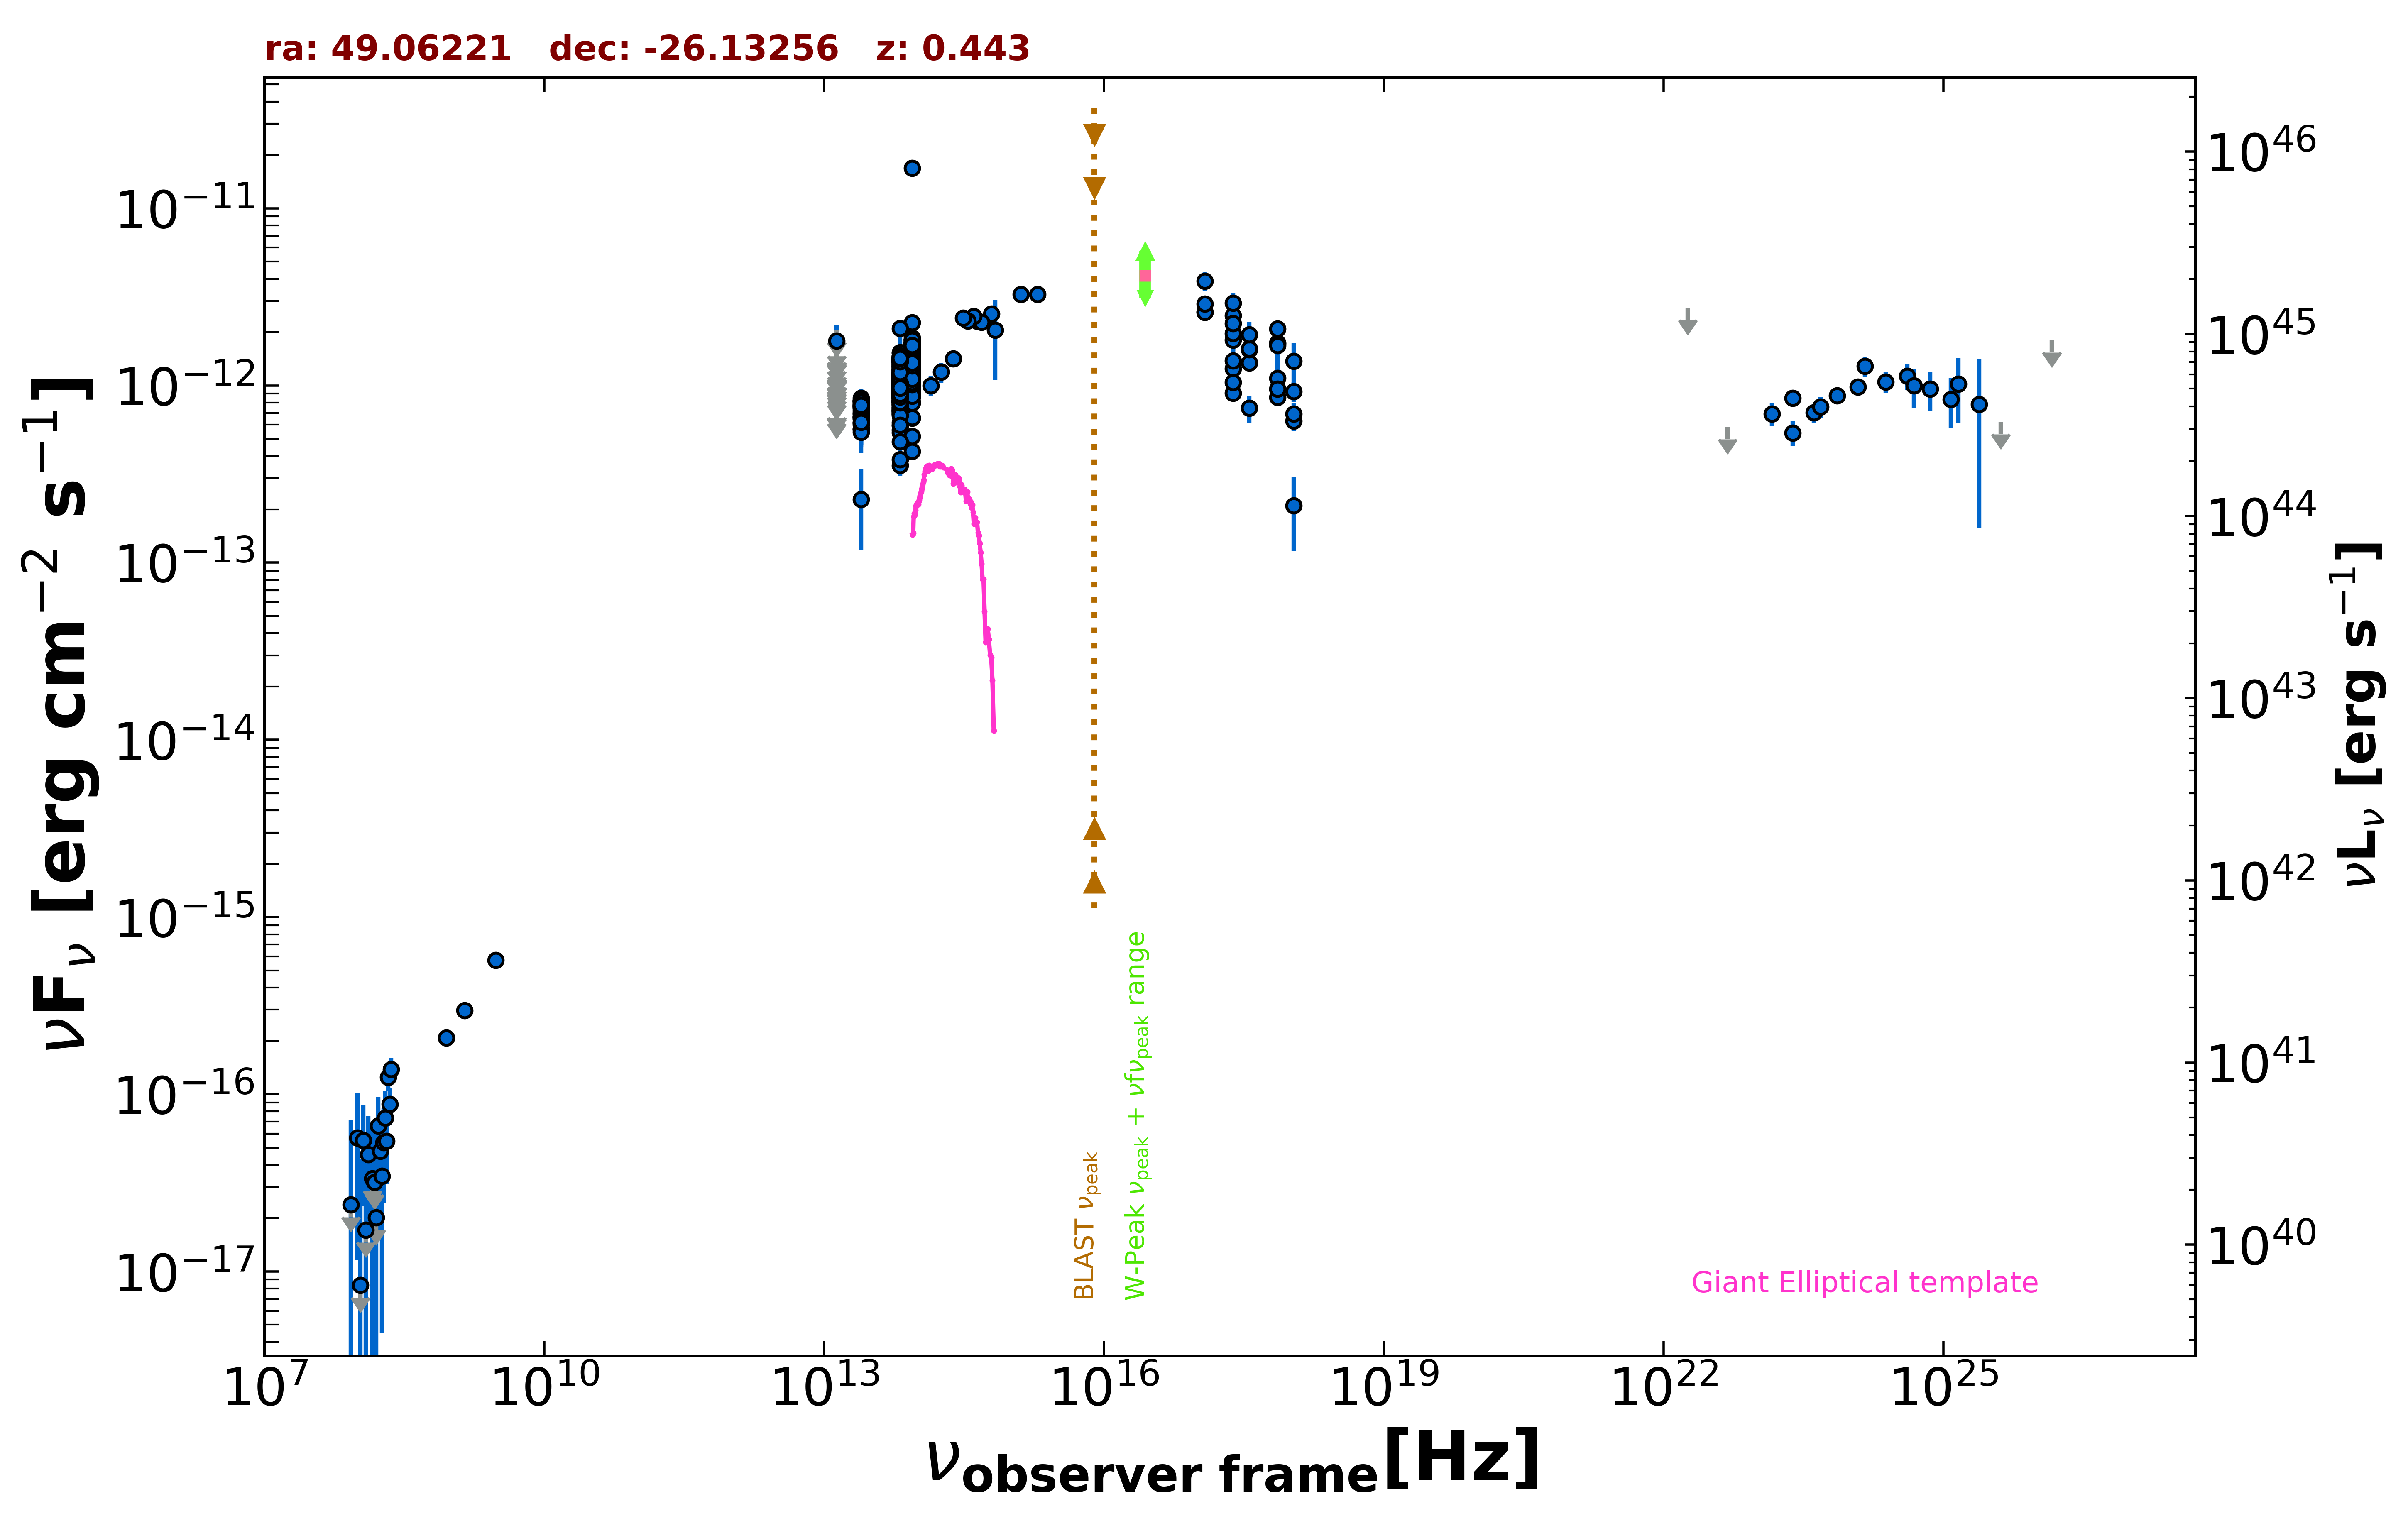 ra: 49.06221   dec: -26.13256   z: 0.443
νF_ν [erg cm⁻² s⁻¹]
10⁻¹¹
10⁻¹²
10⁻¹³
10⁻¹⁴
10⁻¹⁵
10⁻¹⁶
10⁻¹⁷
BLAST ν_peak
W-Peak ν_peak + νfν_peak range
Giant Elliptical template
10⁴⁶
10⁴⁵
10⁴⁴
10⁴³
10⁴²
10⁴¹
10⁴⁰
νL_ν [erg s⁻¹]
10⁷ 10¹⁰ 10¹³ 10¹⁶ 10¹⁹ 10²² 10²⁵
ν_observer frame [Hz]